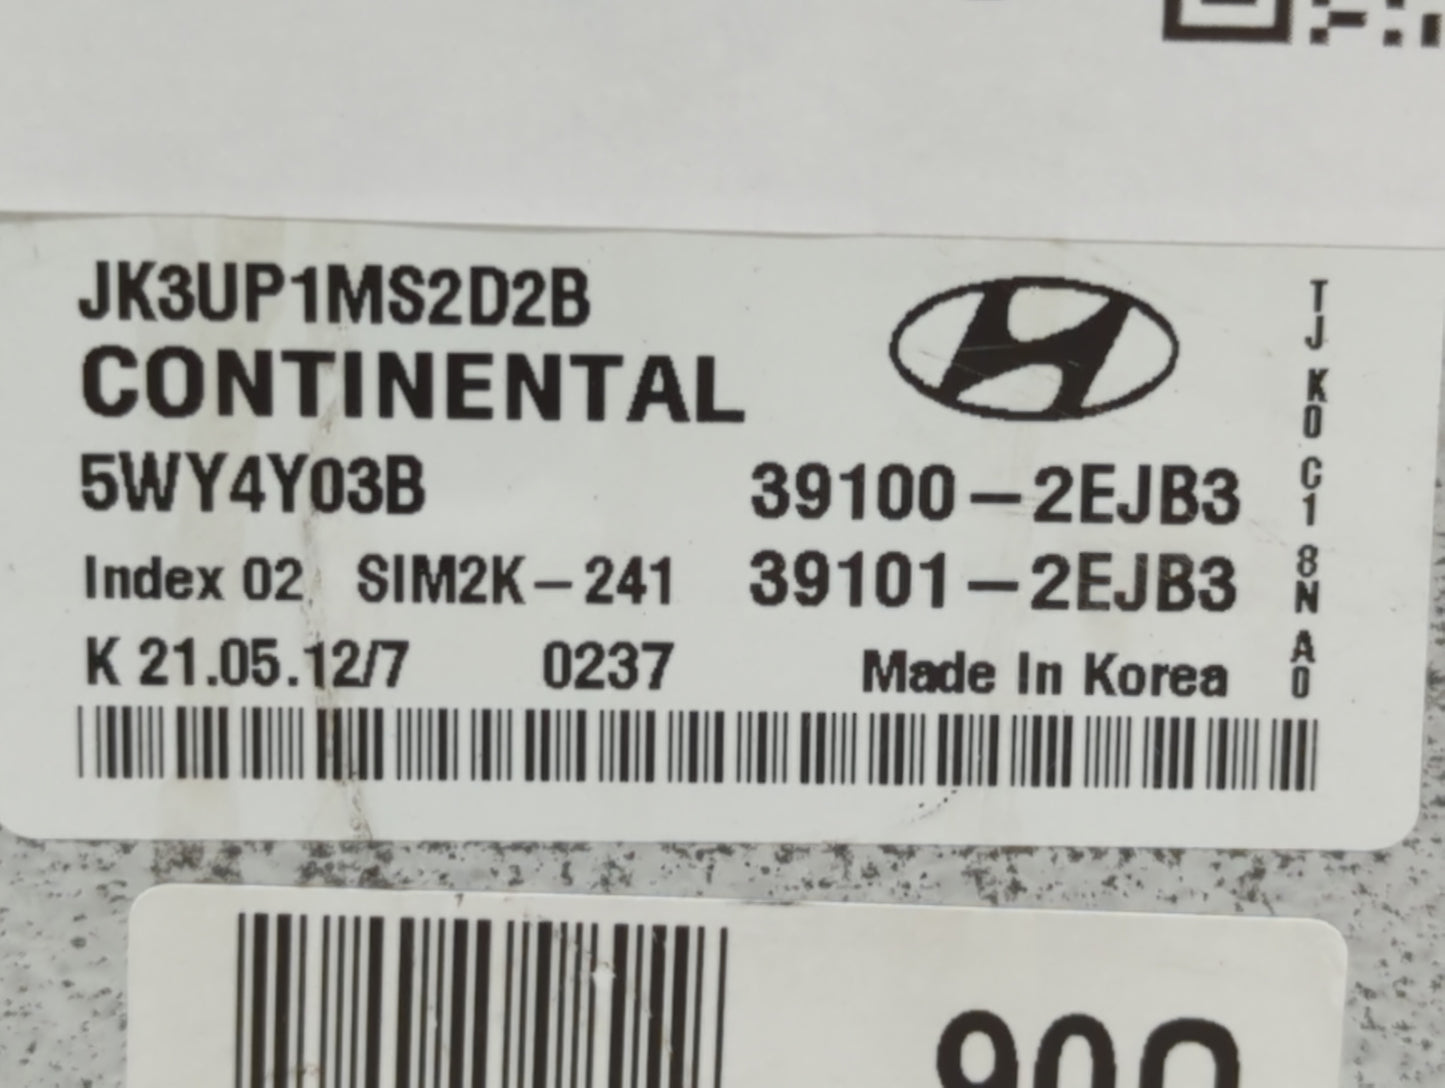 JK3UP1MS2D2B
CONTINENTAL
5WY4Y03B
39100-2EJB3
Index 02 SIM2K-241
39101-2EJB3
K 21.05.12/7 0237
Made In Korea
TJ K0 C1 8N A0